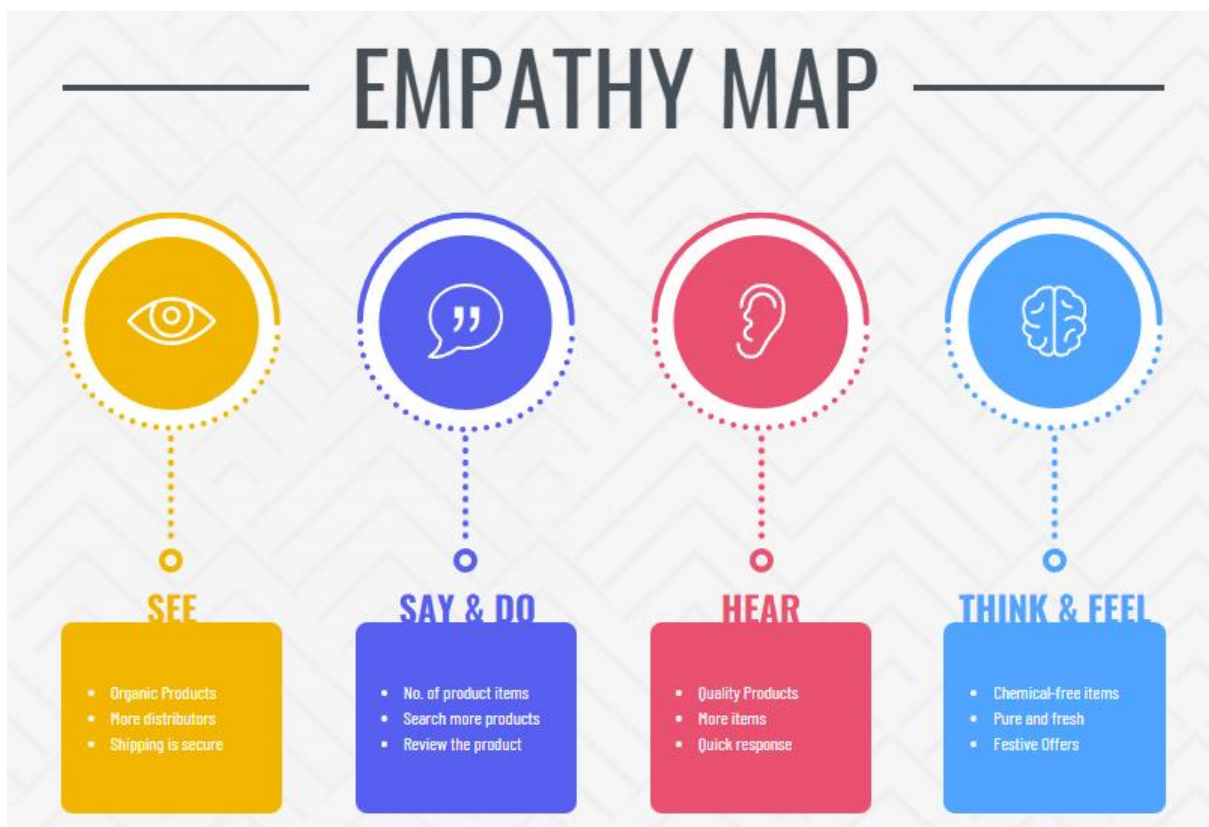 EMPATHY MAP
SEE
• Organic Products
• More distributors
• Shipping is secure
SAY & DO
• No. of product items
• Search more products
• Review the product
HEAR
• Quality Products
• More items
• Quick response
THINK & FEEL
• Chemical-free items
• Pure and fresh
• Festive Offers